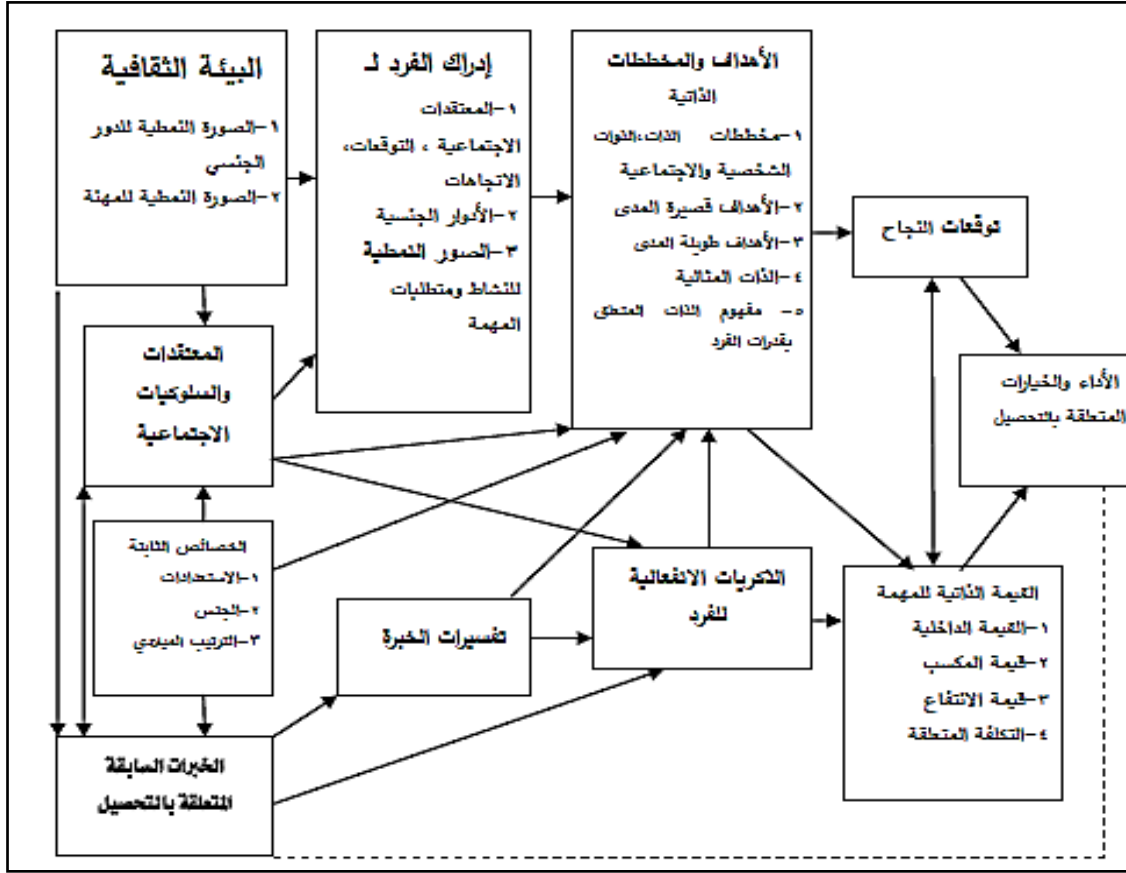 البيئة الثقافية
١-الصورة النمطية للدور
الجنسي
٢-الصورة النمطية للمهنة
إدراك الفرد لـ
١-المعتقدات
الاجتماعية ، التوقعات،
الاتجاهات
٢-الأدوار الجنسية
٣-الصور النمطية
للنشاط ومتطلبات
المهمة
الأهداف والمخططات
الذاتية
١-مخططات الذات،الذوات
الشخصية والاجتماعية
٢-الأهداف قصيرة المدى
٣-الأهداف طويلة المدى
٤-الذات المثالية
٥- مفهوم الذات المتعلق
بقدرات الفرد
توقعات النجاح
المعتقدات
والسلوكيات
الاجتماعية
الأداء والخيارات
المتعلقة بالتحصيل
الخصائص الثابتة
١-الاستعدادات
٢-الجنس
٣-الترتيب الميلادي
تفسيرات الخبرة
الذكريات الانفعالية
للفرد
القيمة الذاتية للمهمة
١-القيمة الداخلية
٢-قيمة المكسب
٣-قيمة الانتفاع
٤-التكلفة المتعلقة
الخبرات السابقة
المتعلقة بالتحصيل